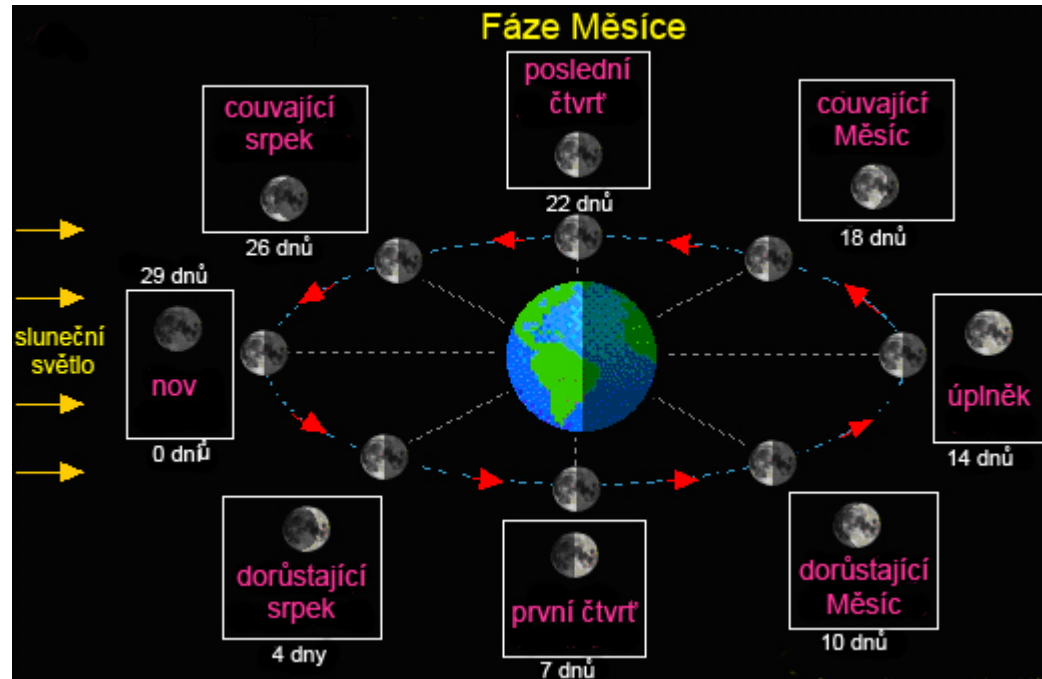 Fáze Měsíce
poslední
čtvrť
22 dnů
couvající
srpek
26 dnů
couvající
Měsíc
18 dnů
29 dnů
nov
0 dnů
sluneční
světlo
úplněk
14 dnů
dorůstající
srpek
4 dny
první čtvrť
7 dnů
dorůstající
Měsíc
10 dnů